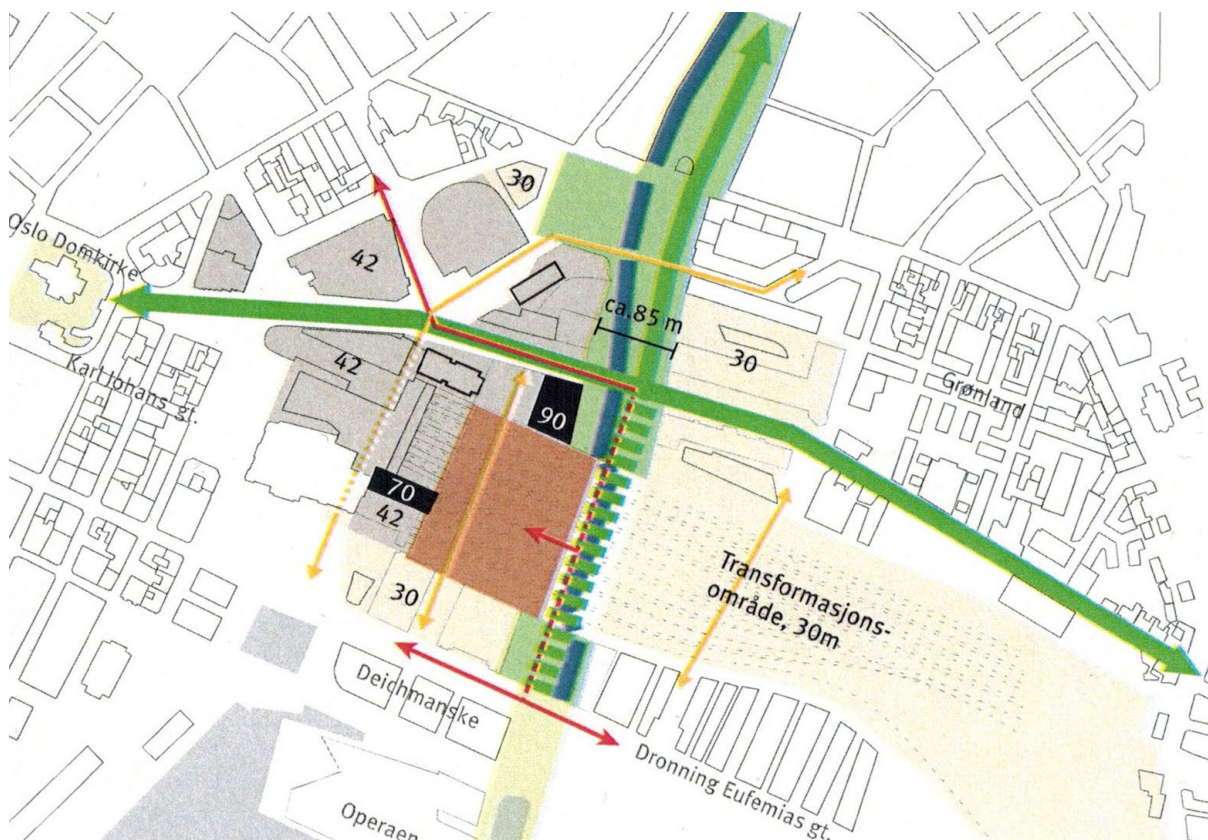 30
Oslo Domkirke
42
ca.85 m
30
42
Karl Johans gt.
Grønland
90
70
42
Transformasjons-
område, 30m
30
Deichmanske
Dronning Eufemias gt.
Operaen